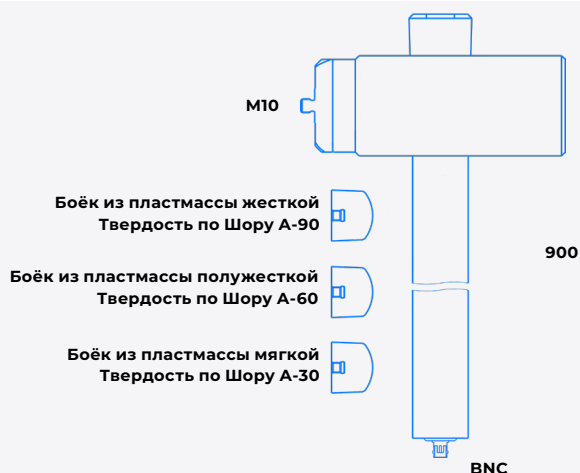 M10
Боёк из пластмассы жесткой
Твердость по Шору А-90
900
Боёк из пластмассы полужесткой
Твердость по Шору А-60
Боёк из пластмассы мягкой
Твердость по Шору А-30
BNC